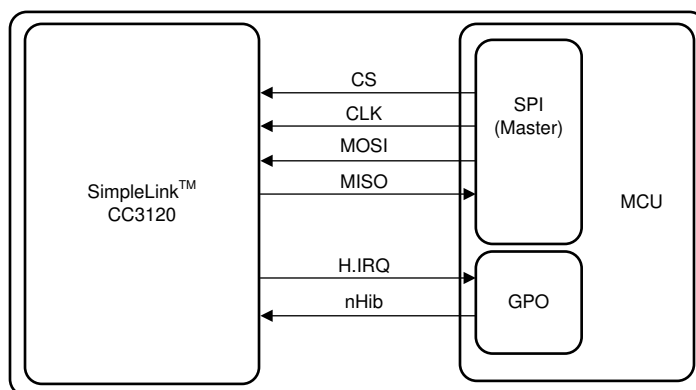 CS
CLK
MOSI
MISO
H.IRQ
nHib
SimpleLink™
CC3120
SPI
(Master)
MCU
GPO